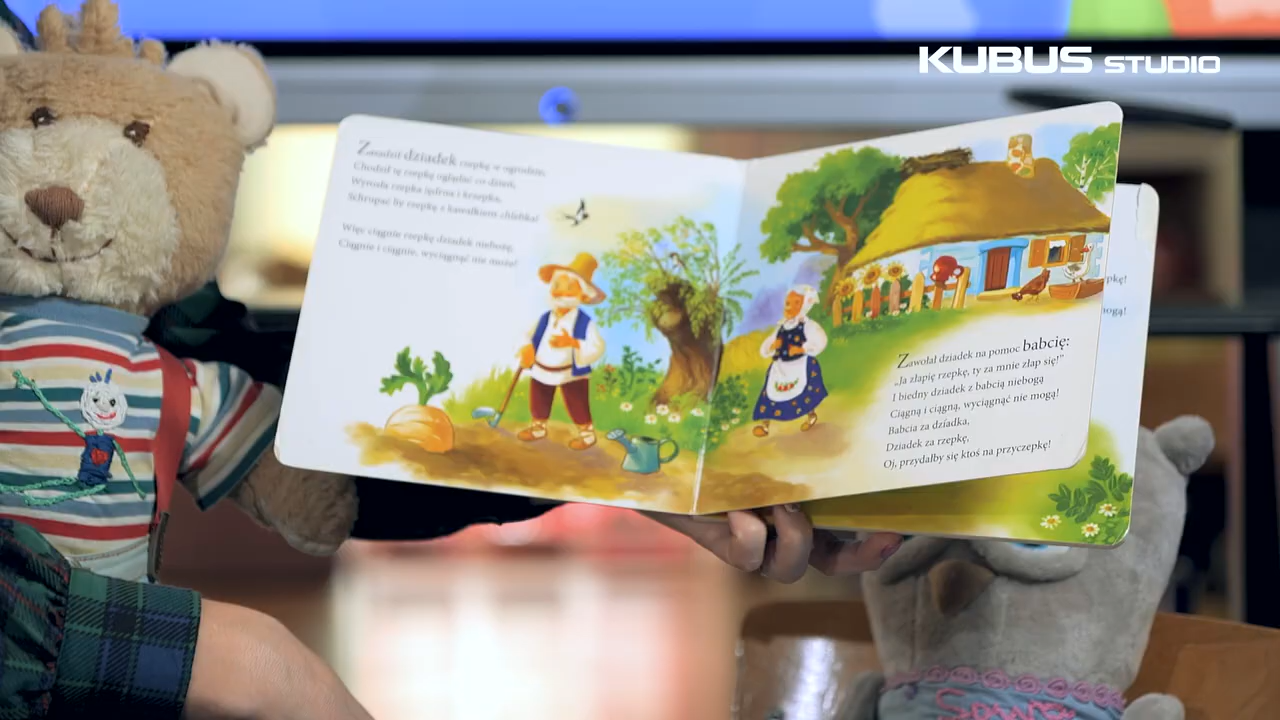 KUBUS STUDIO
Zasadził dziadek rzepkę w ogrodzie,
Chodził tę rzepkę oglądać co dzień,
Wyrosła rzepka jędrna i krzepka,
Schrupać by rzepkę z kawałkiem chlebka!
Więc ciągnie rzepkę dziadek niebożę,
Ciągnie i ciągnie, wyciągnąć nie może!
Zawołał dziadek na pomoc babcię:
„Ja złapię rzepkę, ty za mnie złap się!”
I biedny dziadek z babcią niebogą
Ciągną i ciągną, wyciągnąć nie mogą!
Babcia za dziadka,
Dziadek za rzepkę,
Oj, przydałby się ktoś na przyczepkę!
pkę!
ogą!